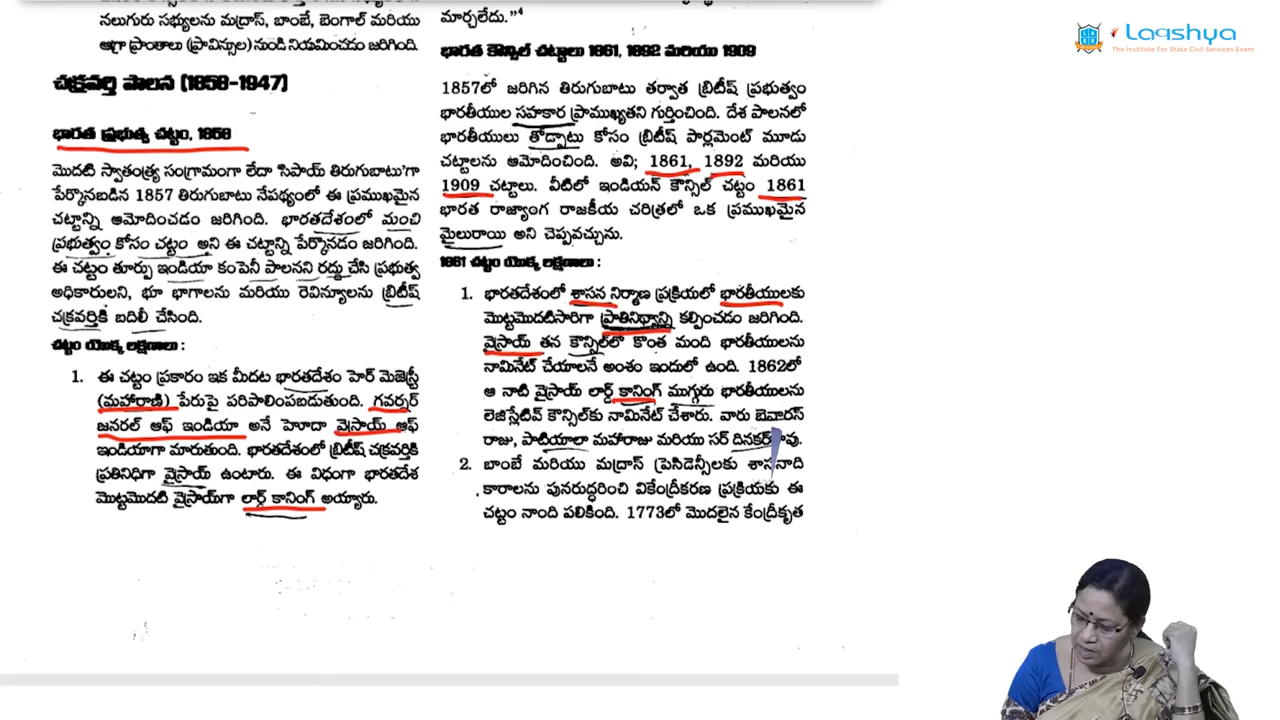 నలుగురు సభ్యులను మద్రాస్, బాంబే, బెంగాల్ మరియు
ఆగ్రా ప్రాంతాలు (ప్రావిన్సుల) నుండి నియమించడం జరిగింది.
చక్రవర్తి పాలన (1858-1947)
భారత ప్రభుత్వ చట్టం, 1858
మొదటి స్వాతంత్ర్య సంగ్రామంగా లేదా 'సిపాయ్ తిరుగుబాటు'గా
పేర్కొనబడిన 1857 తిరుగుబాటు నేపథ్యంలో ఈ ప్రముఖమైన
చట్టాన్ని ఆమోదించడం జరిగింది. భారతదేశంలో మంచి
ప్రభుత్వం కోసం చట్టం అని ఈ చట్టాన్ని పేర్కొనడం జరిగింది.
ఈ చట్టం తూర్పు ఇండియా కంపెనీ పాలనని రద్దు చేసి ప్రభుత్వ
అధికారులని, భూ భాగాలను మరియు రెవిన్యూలను బ్రిటీష్
చక్రవర్తికి బదిలీ చేసింది.
చట్టం యొక్క లక్షణాలు :
1. ఈ చట్టం ప్రకారం ఇక మీదట భారతదేశం హెర్ మెజెస్టీ
(మహారాణి) పేరుపై పరిపాలింపబడుతుంది. గవర్నర్
జనరల్ ఆఫ్ ఇండియా అనే హెూదా వైస్రాయ్ ఆఫ్
ఇండియాగా మారుతుంది. భారతదేశంలో బ్రిటీష్ చక్రవర్తికి
ప్రతినిధిగా వైస్రాయ్ ఉంటారు. ఈ విధంగా భారతదేశ
మొట్టమొదటి వైస్రాయ్‌గా లార్డ్ కానింగ్ అయ్యారు.
మార్చలేదు."⁴
భారత కౌన్సిల్ చట్టాలు 1861, 1892 మరియు 1909
1857లో జరిగిన తిరుగుబాటు తర్వాత బ్రిటీష్ ప్రభుత్వం
భారతీయుల సహకార ప్రాముఖ్యతని గుర్తించింది. దేశ పాలనలో
భారతీయులు తోడ్పాటు కోసం బ్రిటీష్ పార్లమెంట్ మూడు
చట్టాలను ఆమోదించింది. అవి; 1861, 1892 మరియు
1909 చట్టాలు. వీటిలో ఇండియన్ కౌన్సిల్ చట్టం 1861
భారత రాజ్యాంగ రాజకీయ చరిత్రలో ఒక ప్రముఖమైన
మైలురాయి అని చెప్పవచ్చును.
1861 చట్టం యొక్క లక్షణాలు :
1. భారతదేశంలో శాసన నిర్మాణ ప్రక్రియలో భారతీయులకు
మొట్టమొదటిసారిగా ప్రాతినిధ్యాన్ని కల్పించడం జరిగింది.
వైస్రాయ్ తన కౌన్సిల్‌లో కొంత మంది భారతీయులను
నామినేట్ చేయాలనే అంశం ఇందులో ఉంది. 1862లో
ఆ నాటి వైస్రాయ్ లార్డ్ కానింగ్ ముగ్గురు భారతీయులను
లెజిస్లేటివ్ కౌన్సిల్‌కు నామినేట్ చేశారు. వారు బెవారస్
రాజు, పాటియాలా మహారాజు మరియు సర్ దినకర్
2. బాంబే మరియు మద్రాస్ ప్రెసిడెన్సీలకు శాసనాధి
కారాలను పునరుద్ధరించి వికేంద్రీకరణ ప్రక్రియకు ఈ
చట్టం నాంది పలికింది. 1773లో మొదలైన కేంద్రీకృత
Laqshya
The Institute For State Civil Services Exam